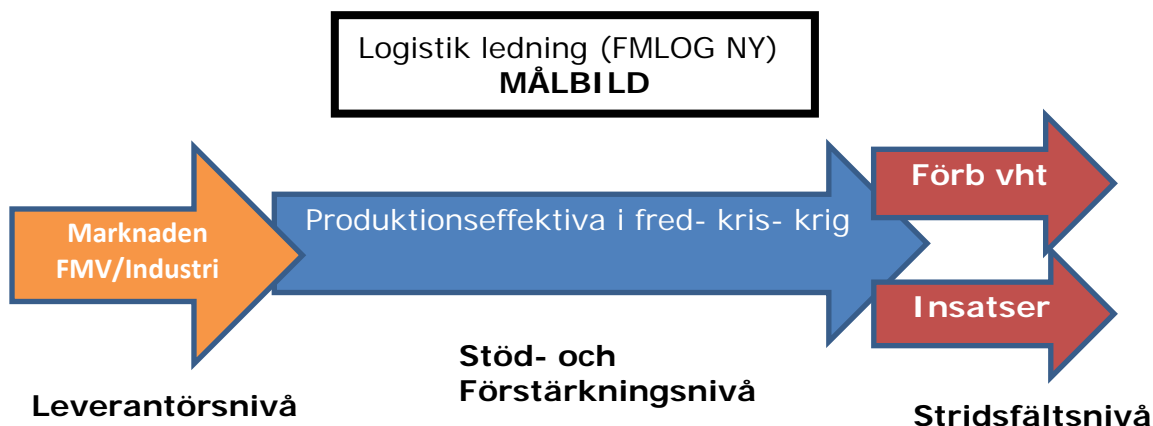 Logistik ledning (FMLOG NY)
MÅLBILD
Marknaden
FMV/Industri
Produktionseffektiva i fred- kris- krig
Förb vht
Insatser
Leverantörsnivå
Stöd- och
Förstärkningsnivå
Stridsfältsnivå